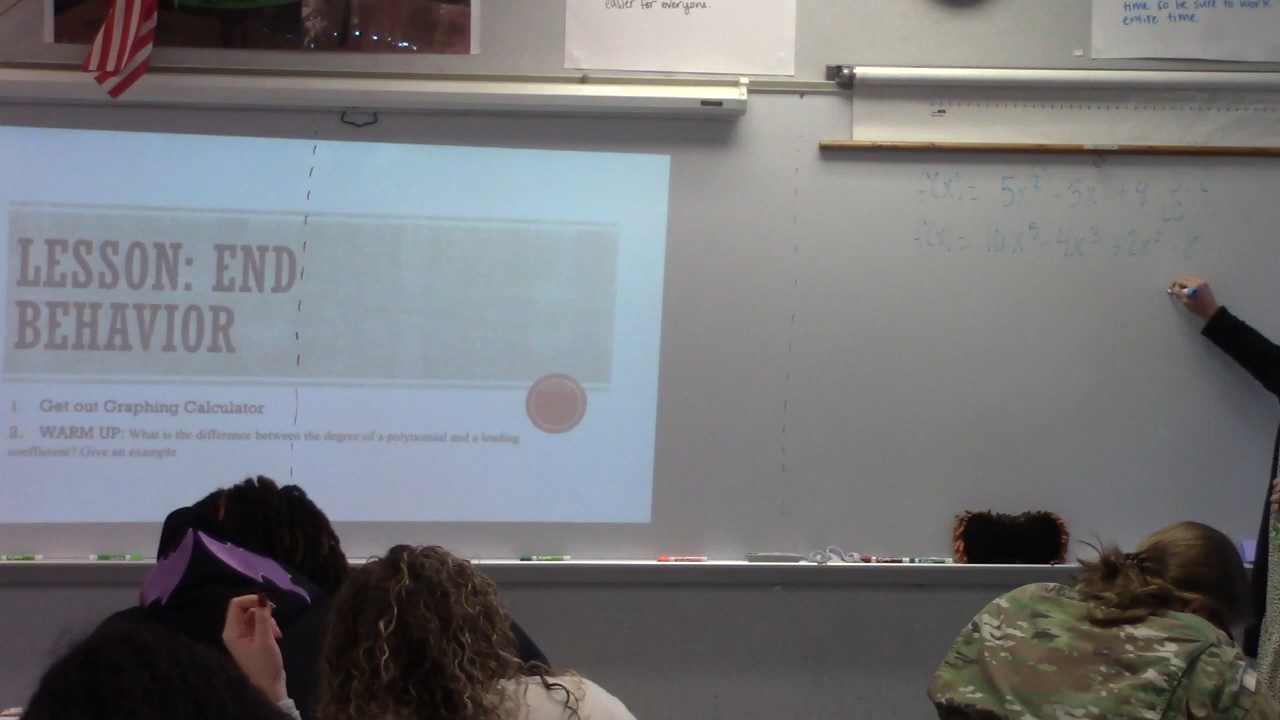 easier for everyone.
time so be sure to work
entire time.
LESSON: END
BEHAVIOR
1. Get out Graphing Calculator
2. WARM UP: What is the difference between the degree of a polynomial and a leading
coefficient? Give an example
f(x) = 5x² - 3x + 4
f(x) = 10x⁵ - 4x³ + 2x² - 8